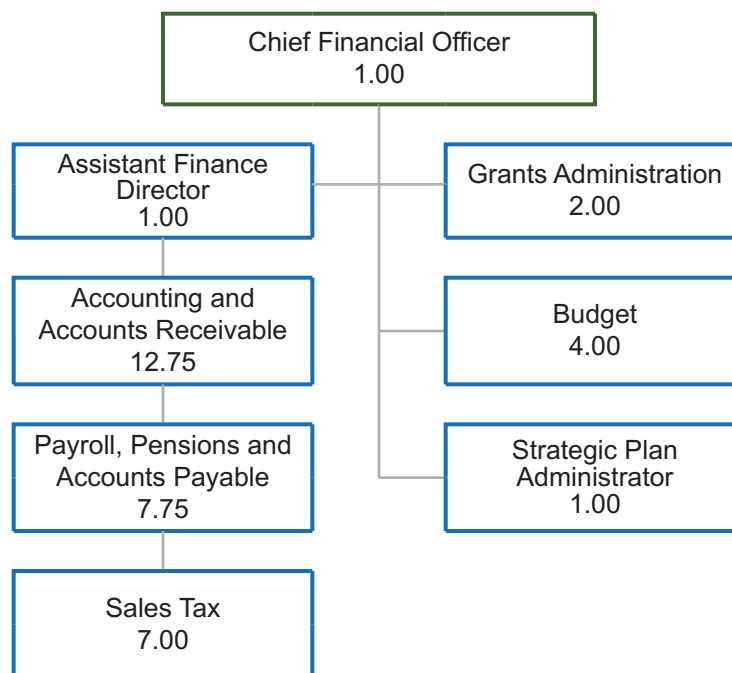 Chief Financial Officer
1.00
Assistant Finance
Director
1.00
Grants Administration
2.00
Accounting and
Accounts Receivable
12.75
Budget
4.00
Payroll, Pensions and
Accounts Payable
7.75
Strategic Plan
Administrator
1.00
Sales Tax
7.00